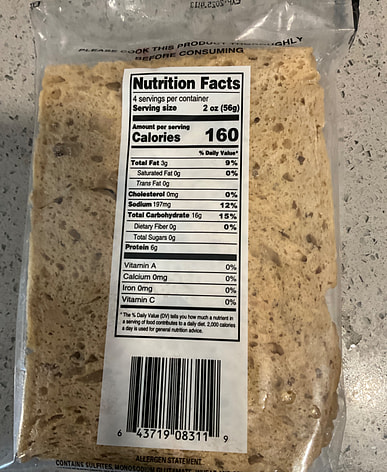 PLEASE COOK THIS PRODUCT THOROUGHLY
BEFORE CONSUMING
Nutrition Facts
4 servings per container
Serving size 2 oz (56g)
Amount per serving
Calories 160
% Daily Value*
Total Fat 3g 9%
Saturated Fat 0g 0%
Trans Fat 0g
Cholesterol 0mg 0%
Sodium 197mg 12%
Total Carbohydrate 16g 15%
Dietary Fiber 0g 0%
Total Sugars 0g
Protein 6g
Vitamin A 0%
Calcium 0mg 0%
Iron 0mg 0%
Vitamin C 0%
* The % Daily Value (DV) tells you how much a nutrient in
a serving of food contributes to a daily diet. 2,000 calories
a day is used for general nutrition advice.
6 43719 08311 9
ALLERGEN STATEMENT
CONTAINS SULFITES, MONOSODIUM GLUTAMATE,